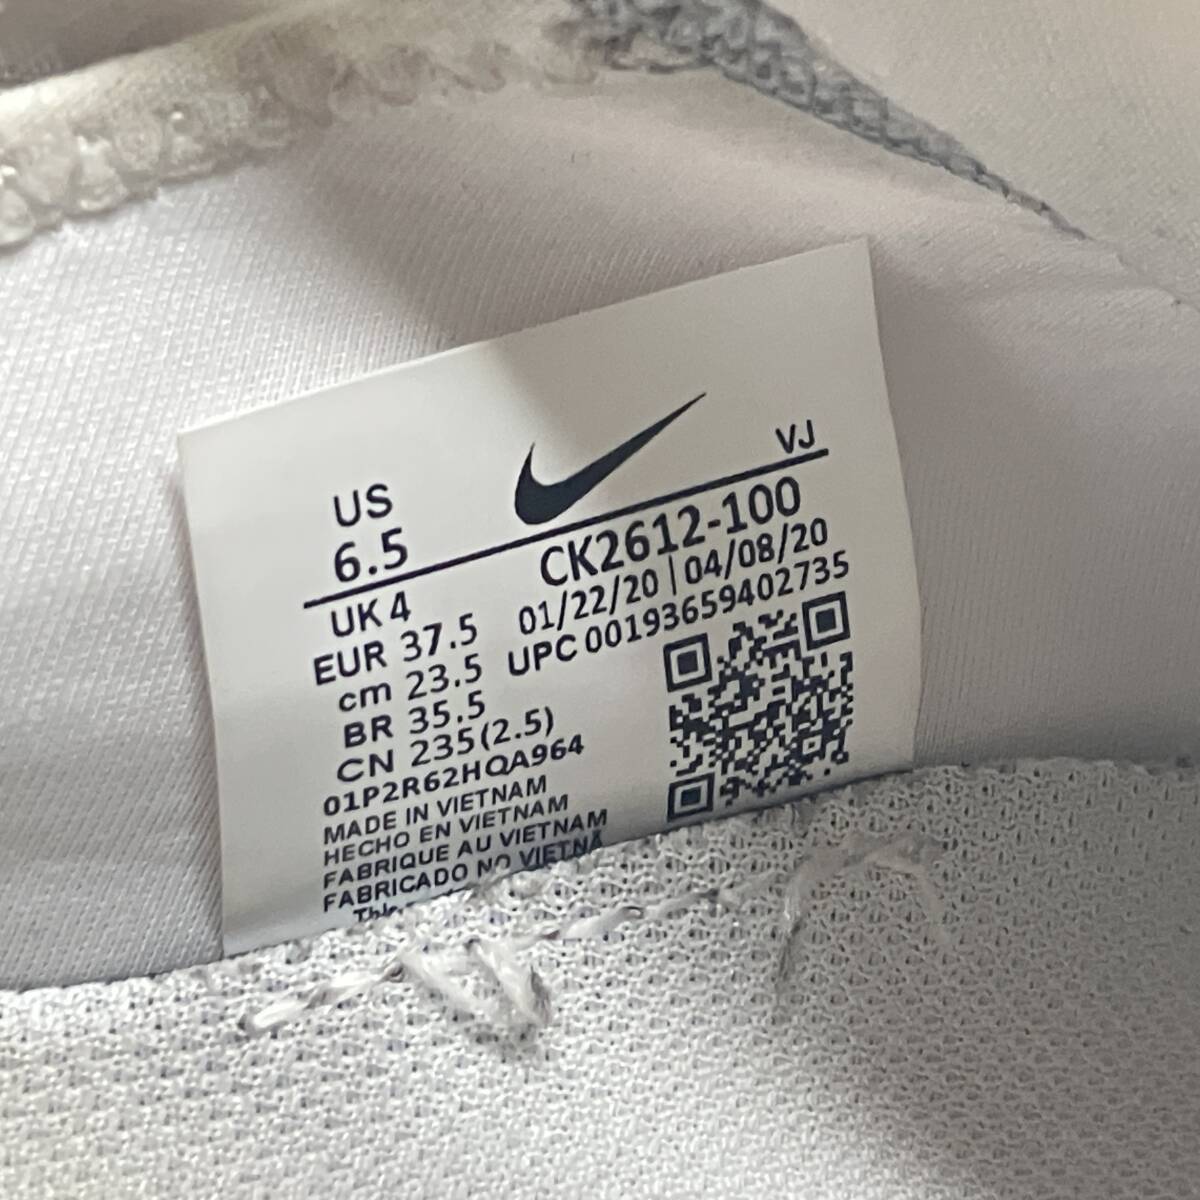 US
6.5
VJ
UK 4
CK2612-100
EUR 37.5
01/22/20 | 04/08/20
cm 23.5
UPC 00193659402735
BR 35.5
CN 235(2.5)
01P2R62HQA964
MADE IN VIETNAM
HECHO EN VIETNAM
FABRIQUE AU VIETNAM
FABRICADO NO VIETNÃ